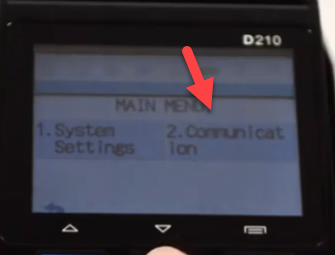 D210
MAIN MENU
1.System 2.Communicat
Settings ion